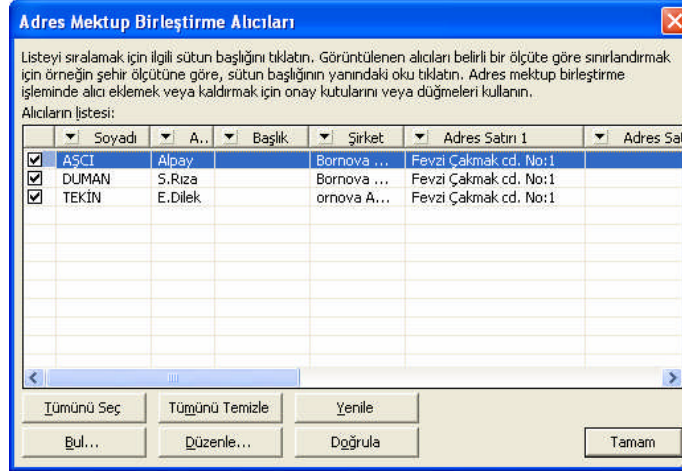 Adres Mektup Birleştirme Alıcıları
Listeyi sıralamak için ilgili sütun başlığını tıklatın. Görüntülenen alıcıları belirli bir ölçüte göre sınırlandırmak
için örneğin şehir ölçütüne göre, sütun başlığının yanındaki oku tıklatın. Adres mektup birleştirme
işleminde alıcı eklemek veya kaldırmak için onay kutularını veya düğmeleri kullanın.
Alıcıların listesi:
Soyadı A.. Başlık Şirket Adres Satırı 1 Adres Sat
AŞCI Alpay Bornova ... Fevzi Çakmak cd. No:1
DUMAN S.Rıza Bornova ... Fevzi Çakmak cd. No:1
TEKİN E.Dilek ornova A... Fevzi Çakmak cd. No:1
Tümünü Seç Tümünü Temizle Yenile
Bul... Düzenle... Doğrula Tamam